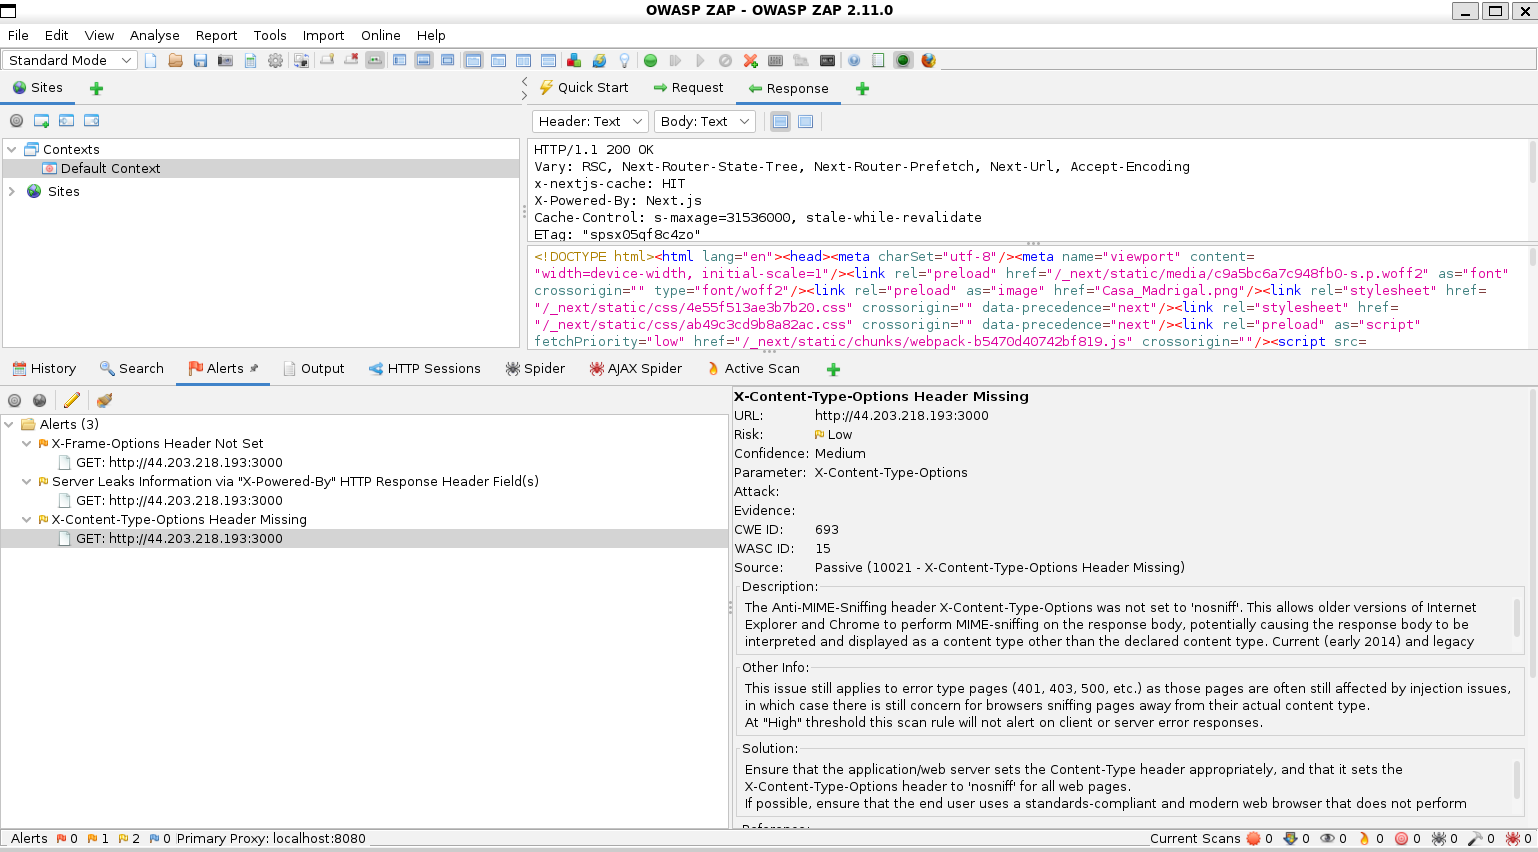 OWASP ZAP - OWASP ZAP 2.11.0
File Edit View Analyse Report Tools Import Online Help
Standard Mode
Sites
Quick Start Request Response
Header: Text Body: Text
Contexts
Default Context
Sites
HTTP/1.1 200 OK
Vary: RSC, Next-Router-State-Tree, Next-Router-Prefetch, Next-Url, Accept-Encoding
x-nextjs-cache: HIT
X-Powered-By: Next.js
Cache-Control: s-maxage=31536000, stale-while-revalidate
ETag: "spsx05qf8c4zo"
<!DOCTYPE html><html lang="en"><head><meta charSet="utf-8"/><meta name="viewport" content=
"width=device-width, initial-scale=1"/><link rel="preload" href="/_next/static/media/c9a5bc6a7c948fb0-s.p.woff2" as="font"
crossorigin="" type="font/woff2"/><link rel="preload" as="image" href="Casa_Madrigal.png"/><link rel="stylesheet" href=
"/_next/static/css/4e55f513ae3b7b20.css" crossorigin="" data-precedence="next"/><link rel="stylesheet" href=
"/_next/static/css/ab49c3cd9b8a82ac.css" crossorigin="" data-precedence="next"/><link rel="preload" as="script"
fetchPriority="low" href="/_next/static/chunks/webpack-b5470d40742bf819.js" crossorigin=""/><script src=
History Search Alerts Output HTTP Sessions Spider AJAX Spider Active Scan
Alerts (3)
X-Frame-Options Header Not Set
GET: http://44.203.218.193:3000
Server Leaks Information via "X-Powered-By" HTTP Response Header Field(s)
GET: http://44.203.218.193:3000
X-Content-Type-Options Header Missing
GET: http://44.203.218.193:3000
X-Content-Type-Options Header Missing
URL: http://44.203.218.193:3000
Risk: Low
Confidence: Medium
Parameter: X-Content-Type-Options
Attack:
Evidence:
CWE ID: 693
WASC ID: 15
Source: Passive (10021 - X-Content-Type-Options Header Missing)
Description:
The Anti-MIME-Sniffing header X-Content-Type-Options was not set to 'nosniff'. This allows older versions of Internet
Explorer and Chrome to perform MIME-sniffing on the response body, potentially causing the response body to be
interpreted and displayed as a content type other than the declared content type. Current (early 2014) and legacy
Other Info:
This issue still applies to error type pages (401, 403, 500, etc.) as those pages are often still affected by injection issues,
in which case there is still concern for browsers sniffing pages away from their actual content type.
At "High" threshold this scan rule will not alert on client or server error responses.
Solution:
Ensure that the application/web server sets the Content-Type header appropriately, and that it sets the
X-Content-Type-Options header to 'nosniff' for all web pages.
If possible, ensure that the end user uses a standards-compliant and modern web browser that does not perform
Alerts 0 1 2 0 Primary Proxy: localhost:8080
Current Scans 0 0 0 0 0 0 0 0